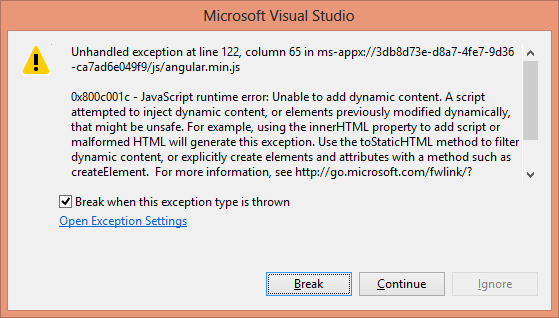 Microsoft Visual Studio
Unhandled exception at line 122, column 65 in ms-appx://3db8d73e-d8a7-4fe7-9d36
-ca7ad6e049f9/js/angular.min.js
0x800c001c - JavaScript runtime error: Unable to add dynamic content. A script
attempted to inject dynamic content, or elements previously modified dynamically,
that might be unsafe. For example, using the innerHTML property to add script or
malformed HTML will generate this exception. Use the toStaticHTML method to filter
dynamic content, or explicitly create elements and attributes with a method such as
createElement.  For more information, see http://go.microsoft.com/fwlink/?
Break when this exception type is thrown
Open Exception Settings
Break
Continue
Ignore